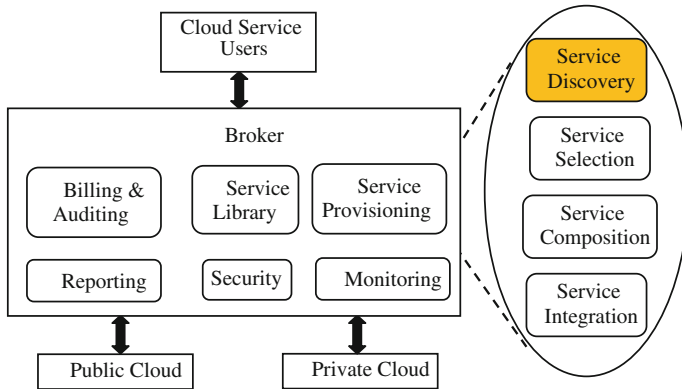 Cloud Service
Users
Broker
Billing &
Auditing
Service
Library
Service
Provisioning
Reporting
Security
Monitoring
Public Cloud
Private Cloud
Service
Discovery
Service
Selection
Service
Composition
Service
Integration